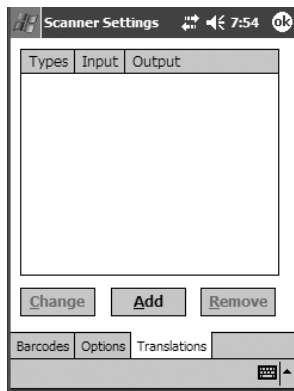 Scanner Settings 7:54 ok
Types Input Output
Change Add Remove
Barcodes Options Translations